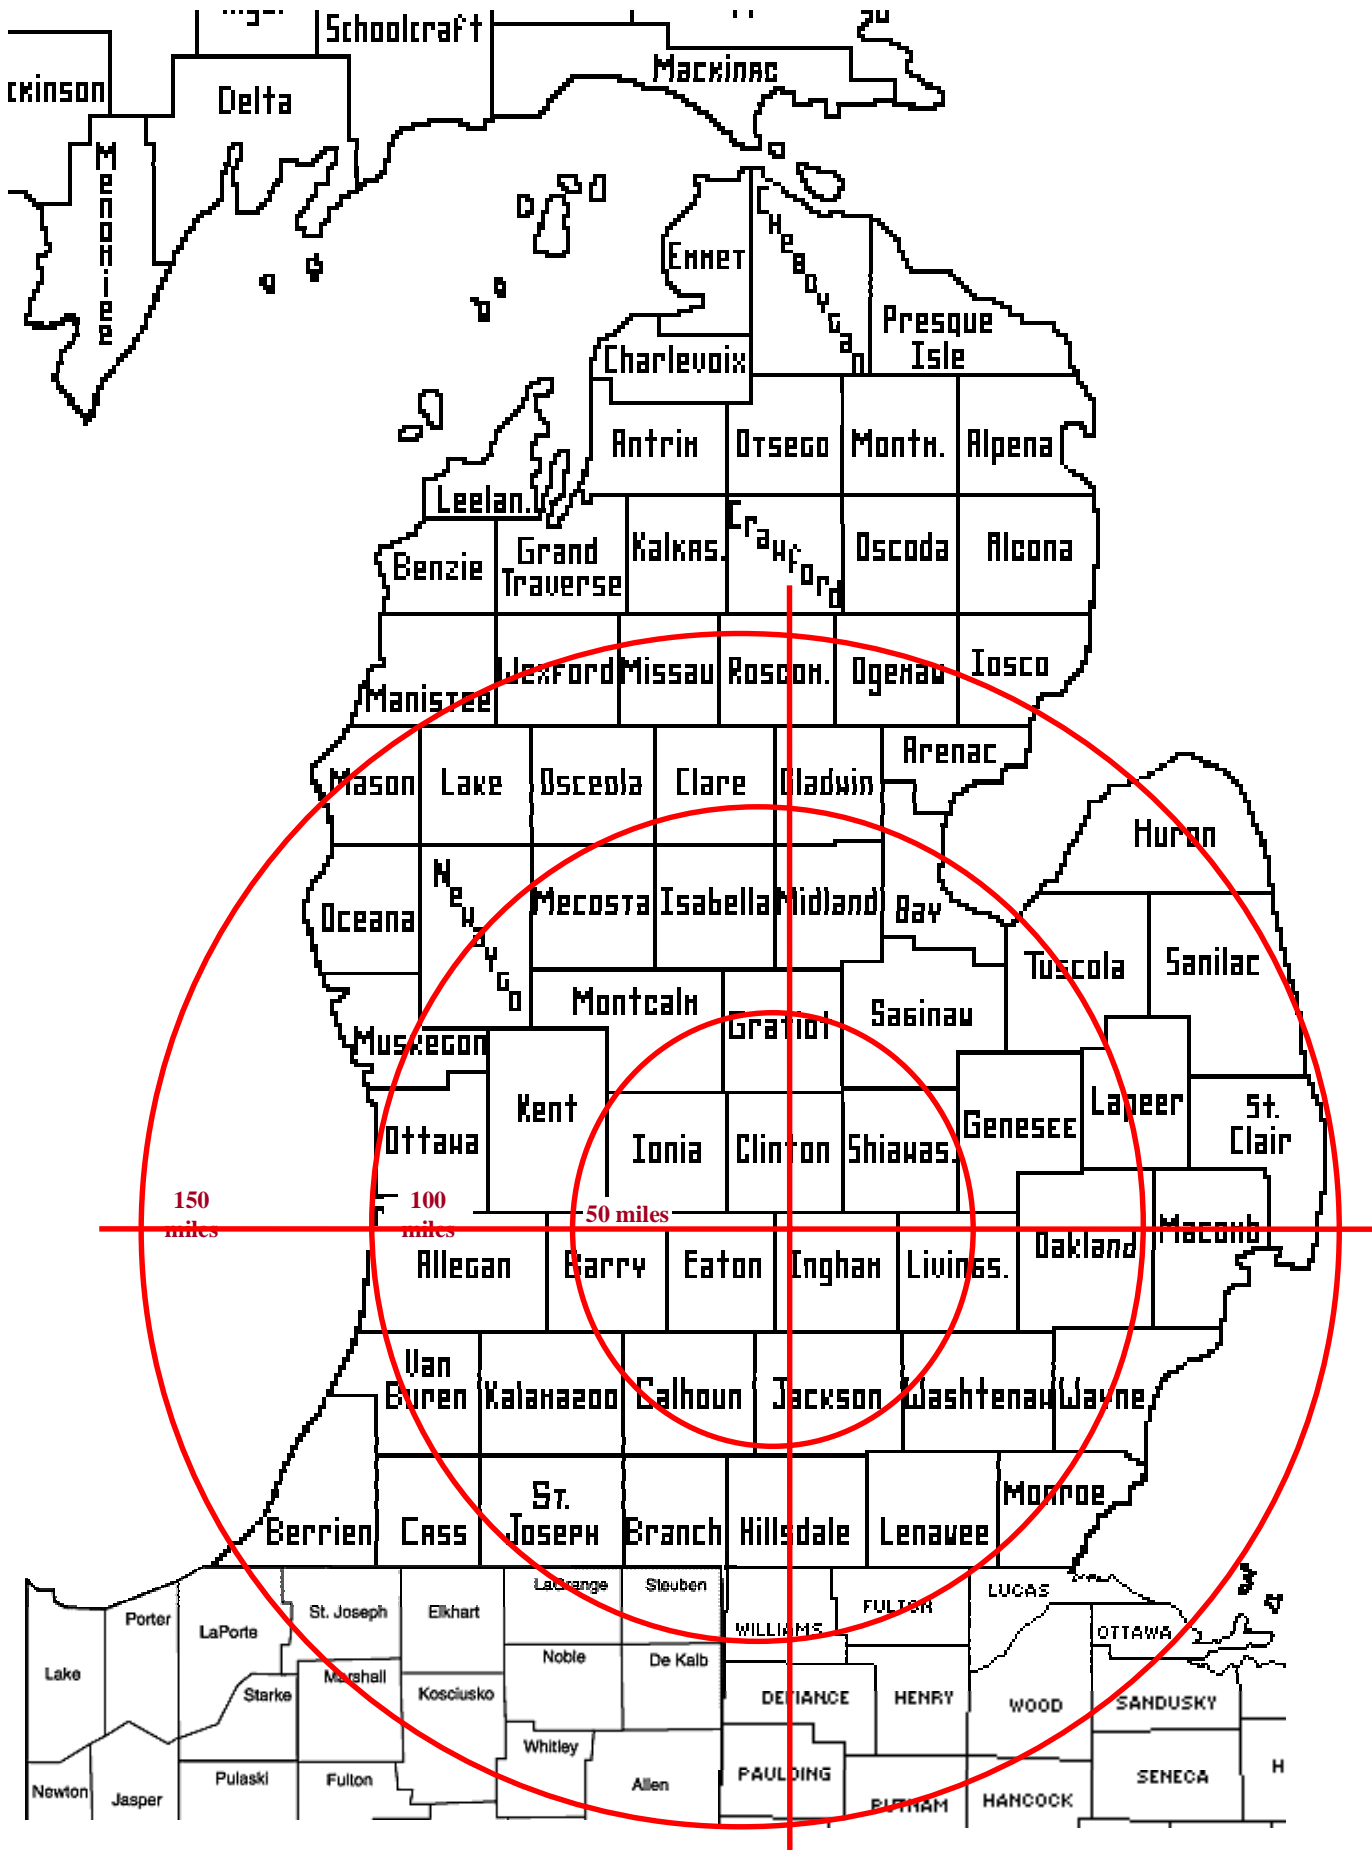 Schoolcraft
Mackinac
ckinson
Delta
Menominee
Cheboygan
Emmet
Presque
Isle
Charlevoix
Antrim
Otsego
Montm.
Alpena
Leelan.
Crawford
Kalkas.
Oscoda
Alcona
Benzie
Grand
Traverse
Wexford
Missau
Roscom.
Ogemaw
Iosco
Manistee
Arenac
Mason
Lake
Osceola
Clare
Gladwin
Huron
Newaygo
Oceana
Mecosta
Isabella
Midland
Bay
Tuscola
Sanilac
Montcalm
Gratiot
Saginaw
Muskegon
Kent
Lapeer
St.
Clair
Genesee
Ottawa
Ionia
Clinton
Shiawas.
150
miles
100
miles
50 miles
Macomb
Oakland
Allegan
Barry
Eaton
Ingham
Livings.
Van
Buren
Kalamazoo
Calhoun
Jackson
Washtenaw
Wayne
Monroe
St.
Joseph
Berrien
Cass
Branch
Hillsdale
Lenawee
LaGrange
Steuben
LUCAS
Porter
LaPorte
St. Joseph
Elkhart
FULTON
WILLIAMS
OTTAWA
Lake
Noble
De Kalb
Marshall
Starke
Kosciusko
DEFIANCE
HENRY
WOOD
SANDUSKY
Whitley
PAULDING
SENECA
H
Newton
Jasper
Pulaski
Fulton
Allen
PUTNAM
HANCOCK